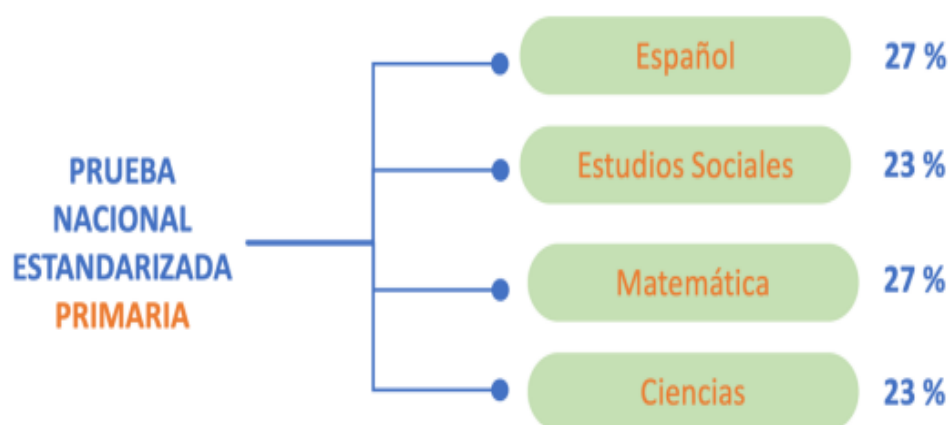 PRUEBA
NACIONAL
ESTANDARIZADA
PRIMARIA
Español 27 %
Estudios Sociales 23 %
Matemática 27 %
Ciencias 23 %